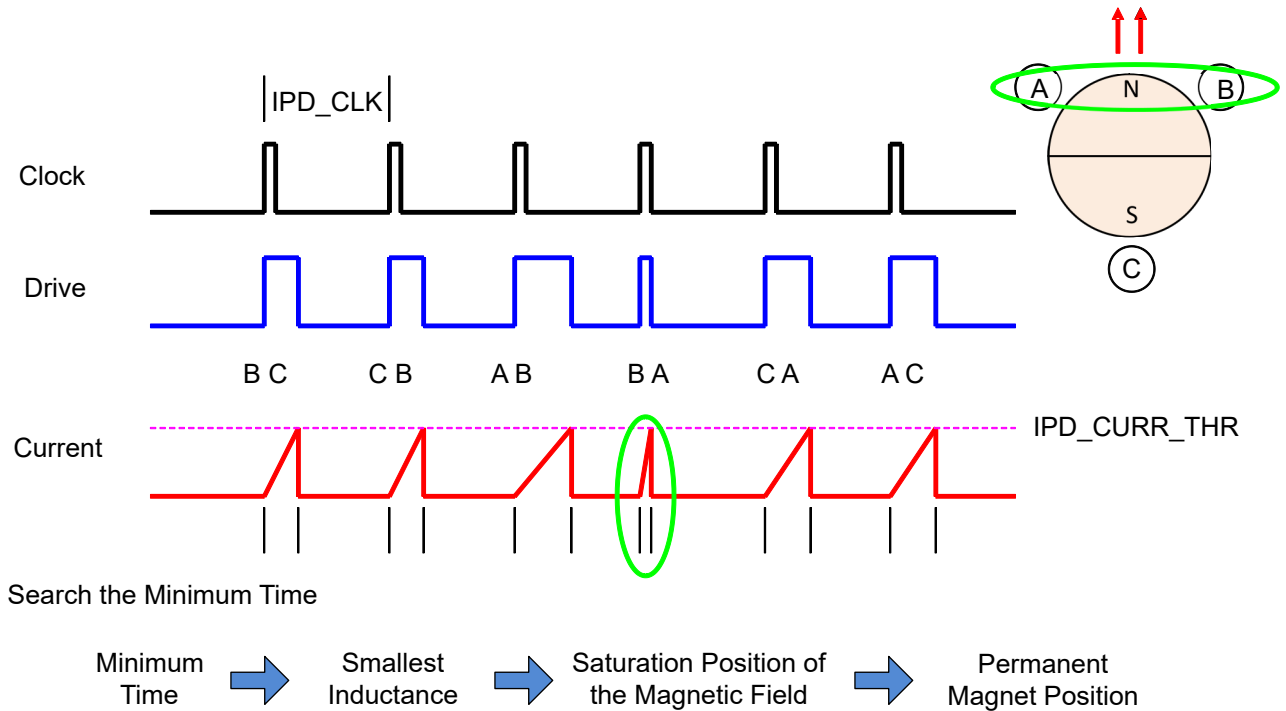 IPD_CLK
A
N
B
Clock
S
C
Drive
B C
C B
A B
B A
C A
A C
IPD_CURR_THR
Current
Search the Minimum Time
Minimum
Time
Smallest
Inductance
Saturation Position of
the Magnetic Field
Permanent
Magnet Position